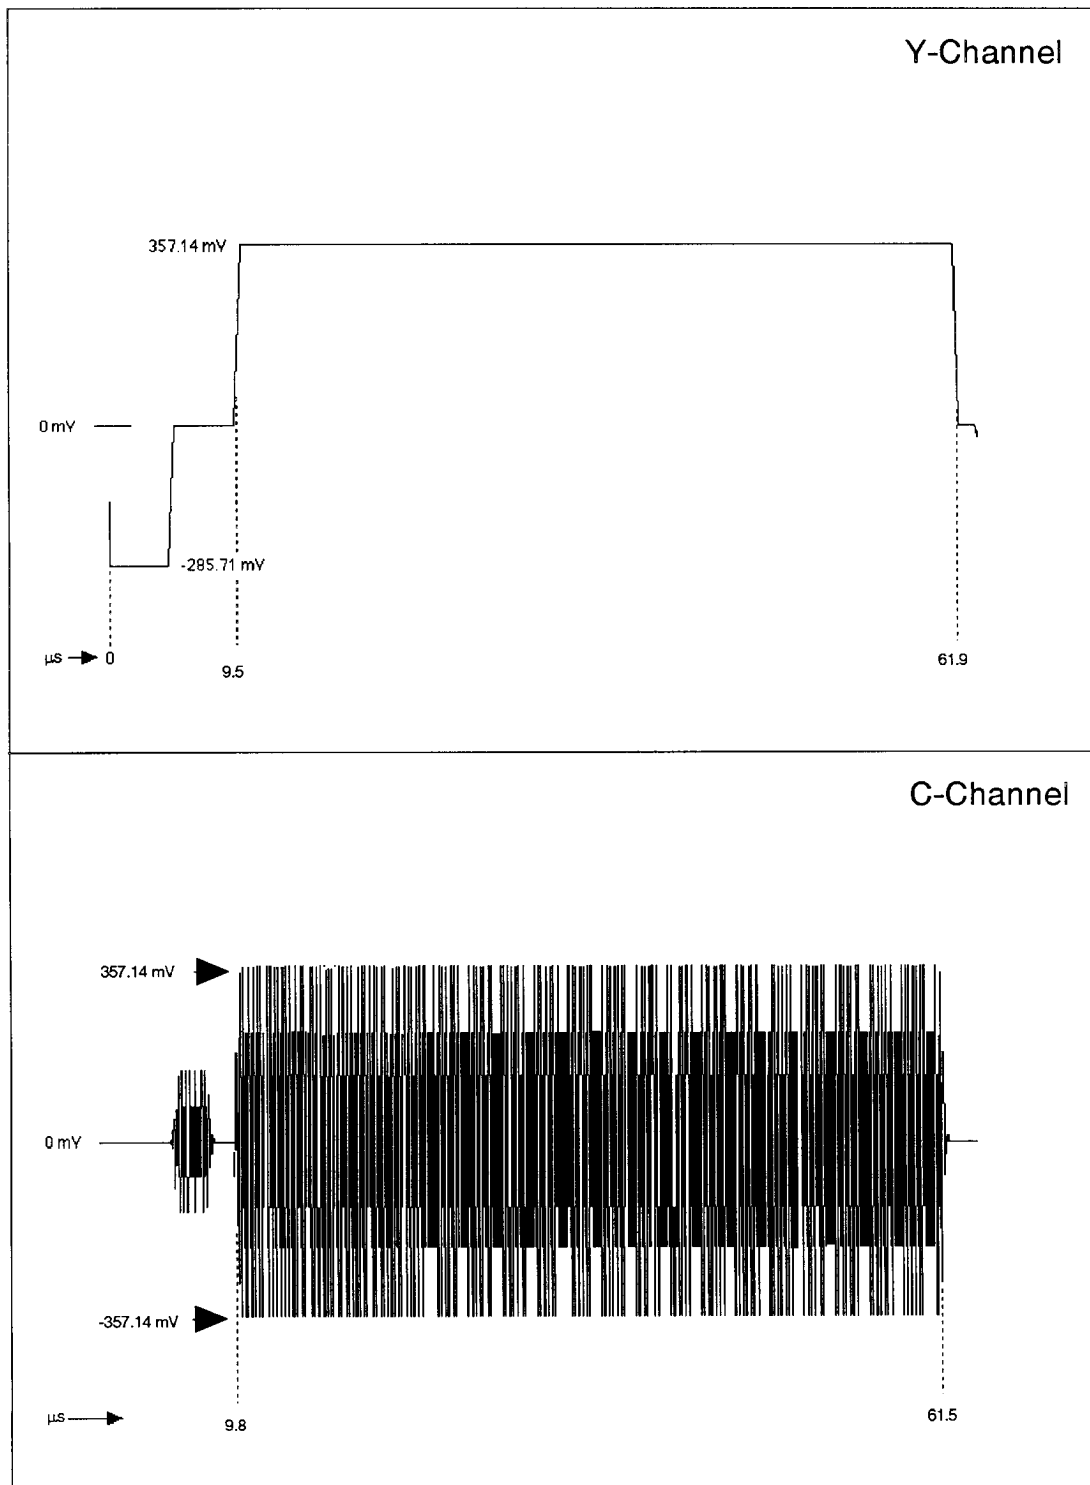 Y-Channel
357.14 mV
0 mV
-285.71 mV
µs 0
9.5
61.9
C-Channel
357.14 mV
0 mV
-357.14 mV
µs
9.8
61.5